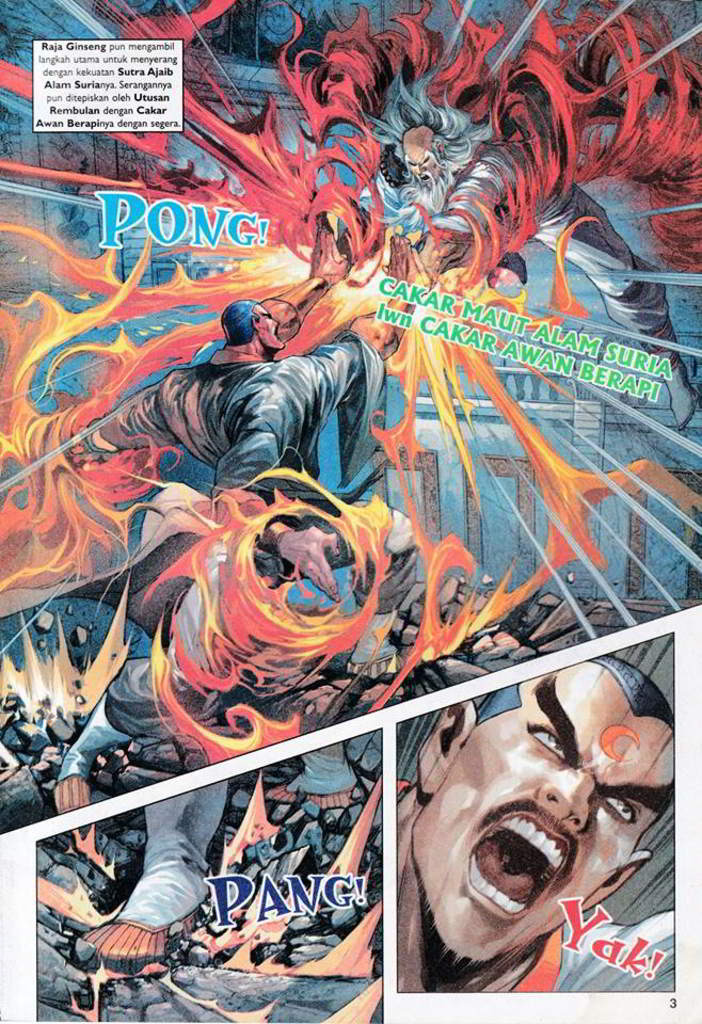 Raja Ginseng pun mengambil
langkah utama untuk menyerang
dengan kekuatan Sutra Ajaib
Alam Surianya. Serangannya
pun ditepiskan oleh Utusan
Rembulan dengan Cakar
Awan Berapinya dengan segera.
PONG!
CAKAR MAUT ALAM SURIA
lwn CAKAR AWAN BERAPI
PANG!
Yak!
3